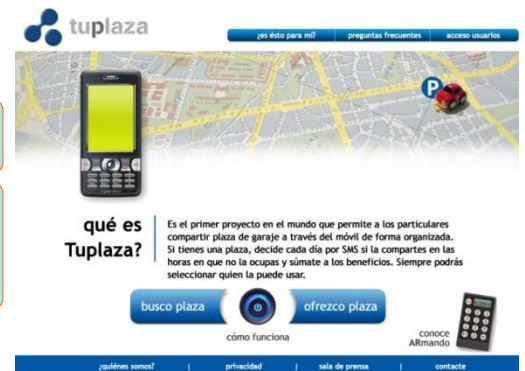 tuplaza
¿es ésto para mí? | preguntas frecuentes | acceso usuarios
P
qué es
Tuplaza?
Es el primer proyecto en el mundo que permite a los particulares
compartir plaza de garaje a través del móvil de forma organizada.
Si tienes una plaza, decide cada día por SMS si la compartes en las
horas en que no la ocupas y súmate a los beneficios. Siempre podrás
seleccionar quien la puede usar.
busco plaza
ofrezco plaza
cómo funciona
conoce
ARmando
¿quiénes somos? | privacidad | sala de prensa | contacte